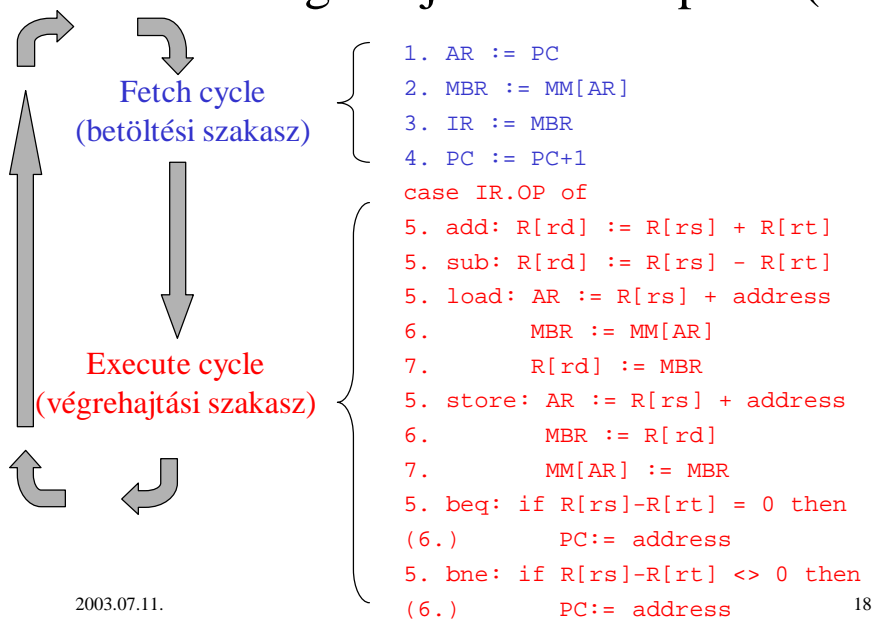 Fetch cycle
(betöltési szakasz)
1. AR := PC
2. MBR := MM[AR]
3. IR := MBR
4. PC := PC+1
Execute cycle
(végrehajtási szakasz)
case IR.OP of
5. add: R[rd] := R[rs] + R[rt]
5. sub: R[rd] := R[rs] - R[rt]
5. load: AR := R[rs] + address
6. MBR := MM[AR]
7. R[rd] := MBR
5. store: AR := R[rs] + address
6. MBR := R[rd]
7. MM[AR] := MBR
5. beq: if R[rs]-R[rt] = 0 then
(6.) PC:= address
5. bne: if R[rs]-R[rt] <> 0 then
(6.) PC:= address
2003.07.11.
18